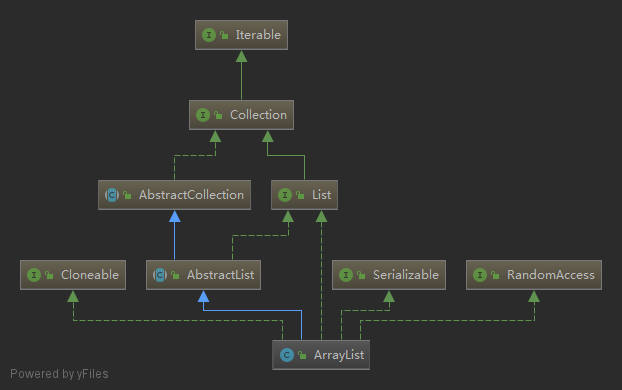 Iterable
Collection
AbstractCollection
List
Cloneable
AbstractList
Serializable
RandomAccess
ArrayList
Powered by yFiles